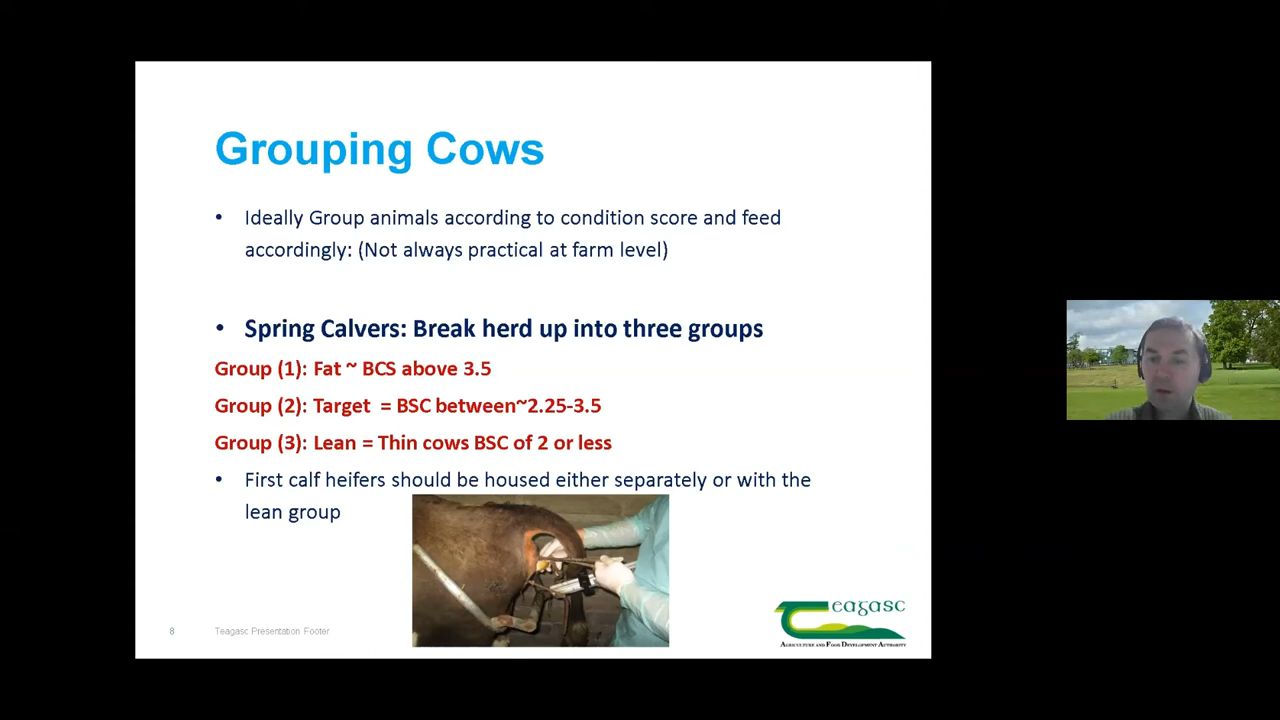 Grouping Cows
• Ideally Group animals according to condition score and feed
accordingly: (Not always practical at farm level)
• Spring Calvers: Break herd up into three groups
Group (1): Fat ~ BCS above 3.5
Group (2): Target = BSC between~2.25-3.5
Group (3): Lean = Thin cows BSC of 2 or less
• First calf heifers should be housed either separately or with the
lean group
8
Teagasc Presentation Footer
Teagasc
AGRICULTURE AND FOOD DEVELOPMENT AUTHORITY